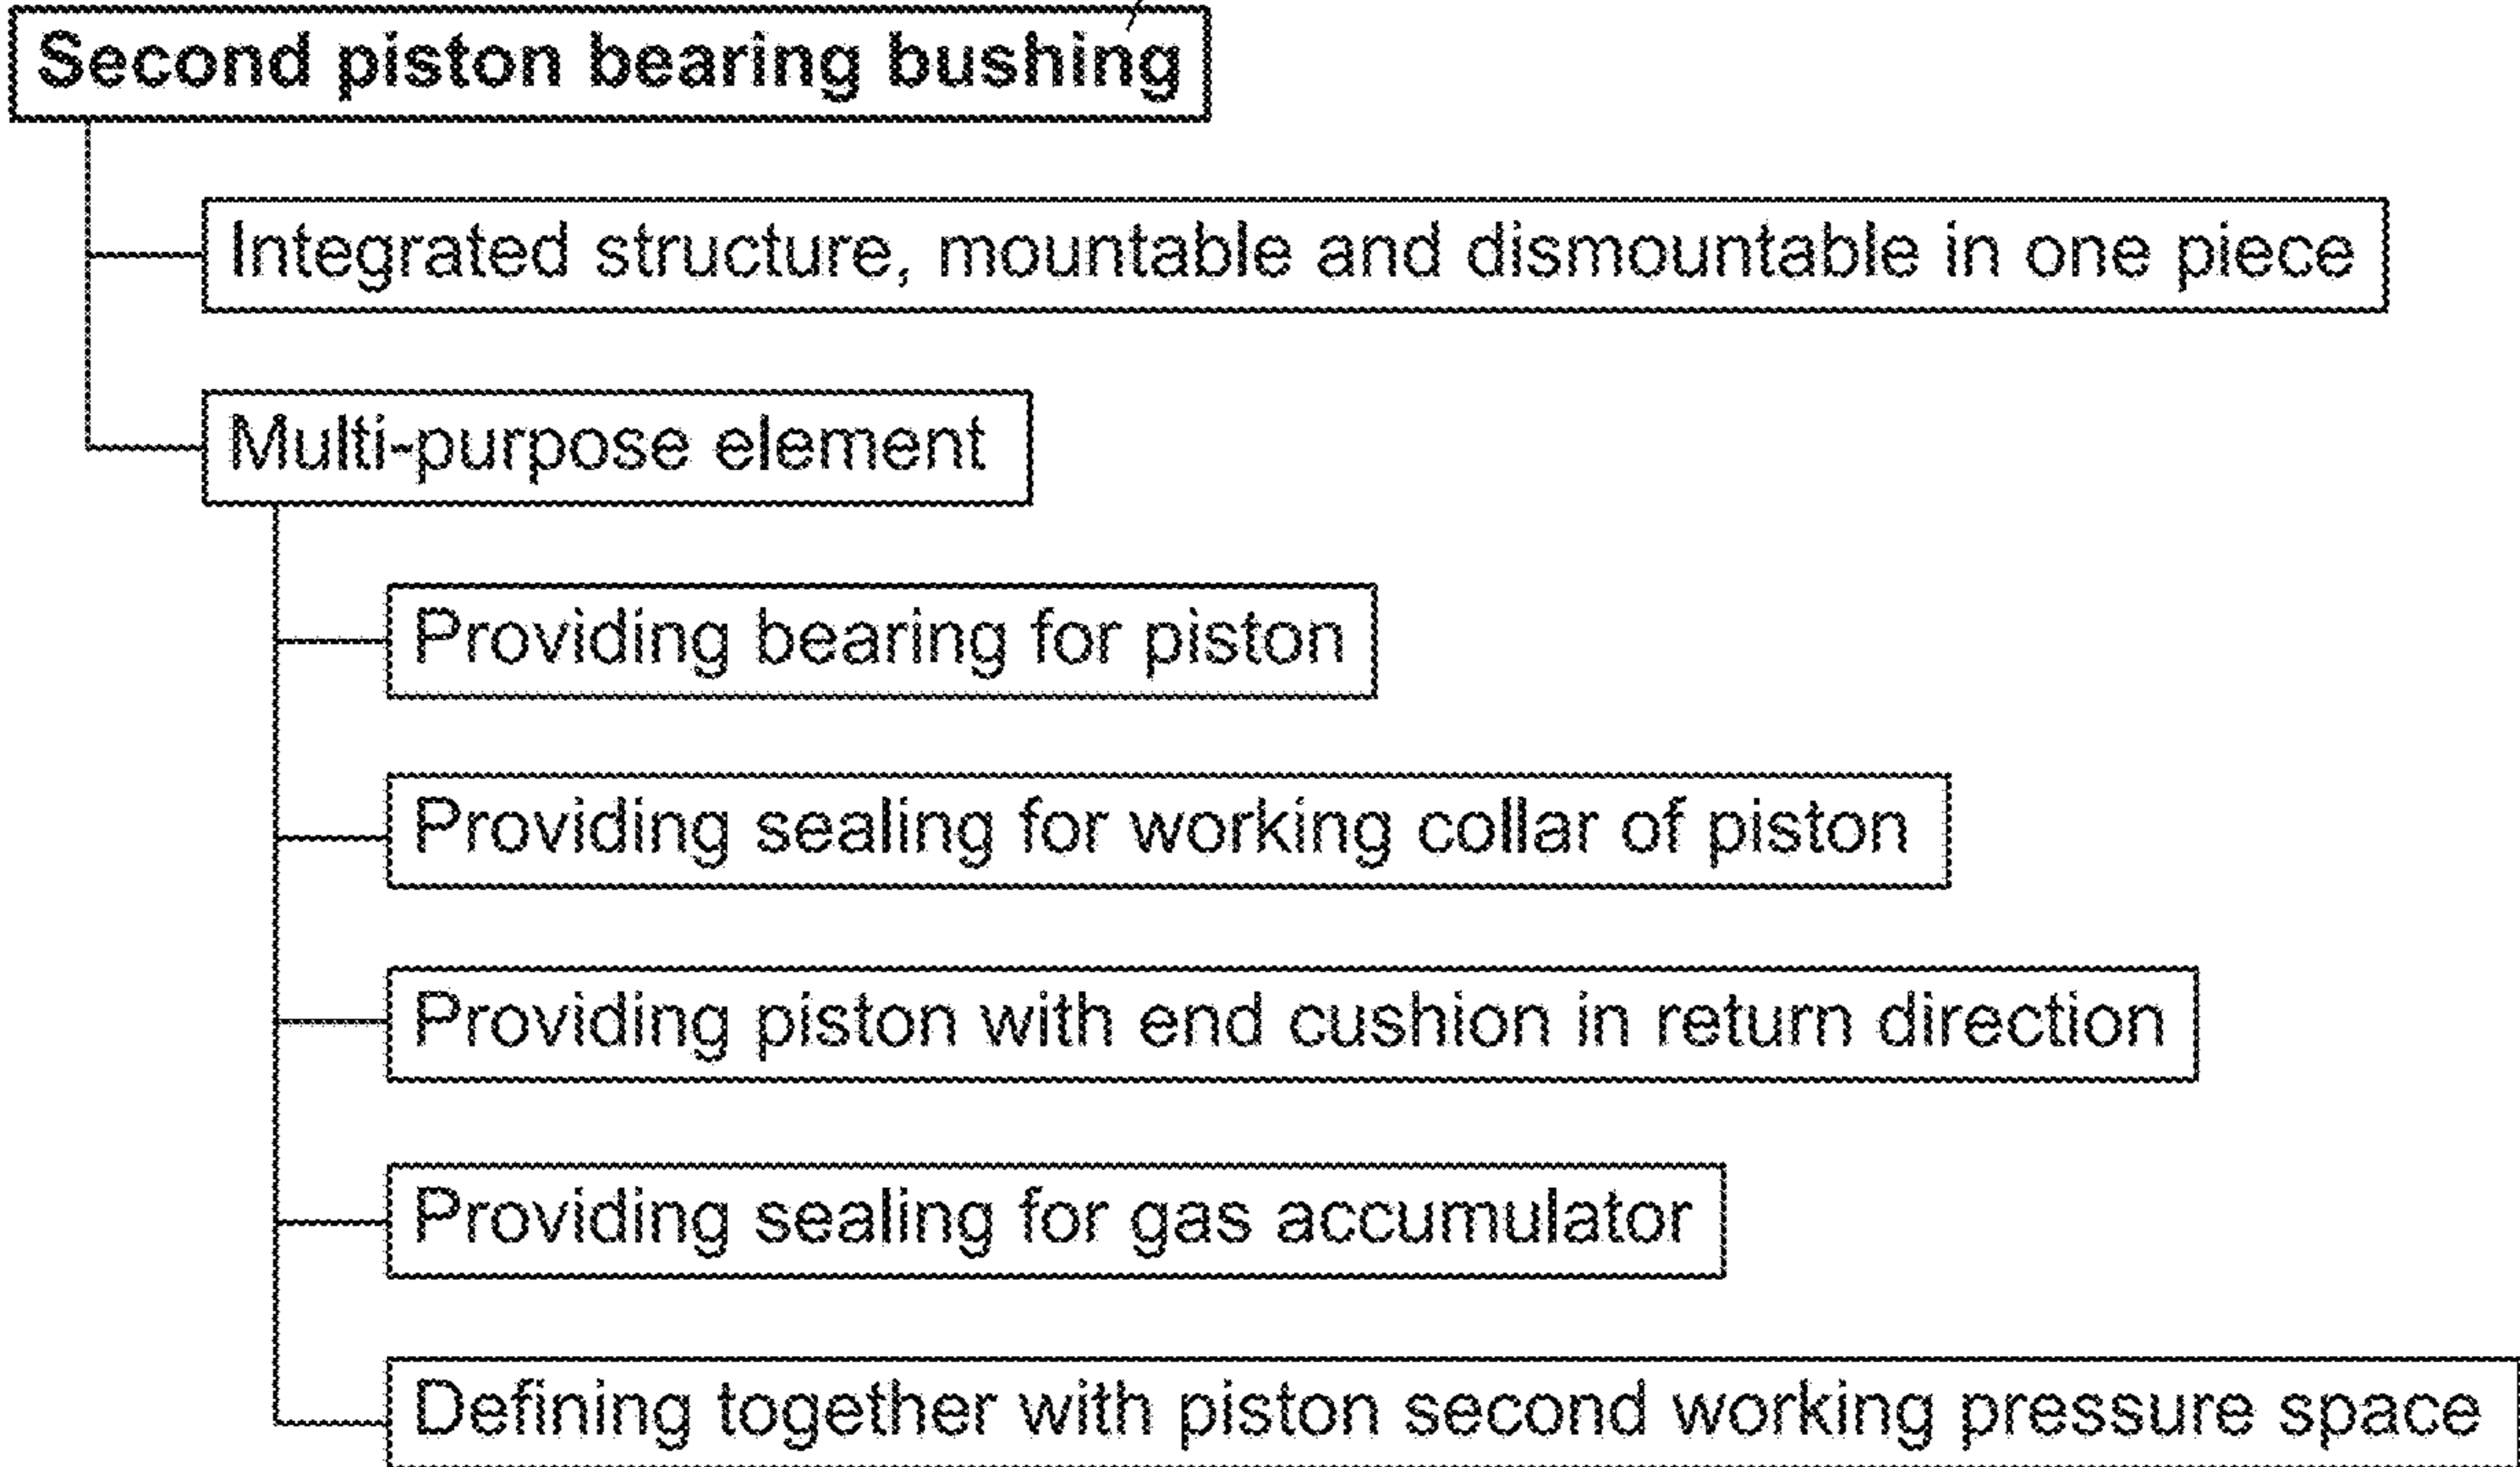 Second piston bearing bushing
Integrated structure, mountable and dismountable in one piece
Multi-purpose element
Providing bearing for piston
Providing sealing for working collar of piston
Providing piston with end cushion in return direction
Providing sealing for gas accumulator
Defining together with piston second working pressure space